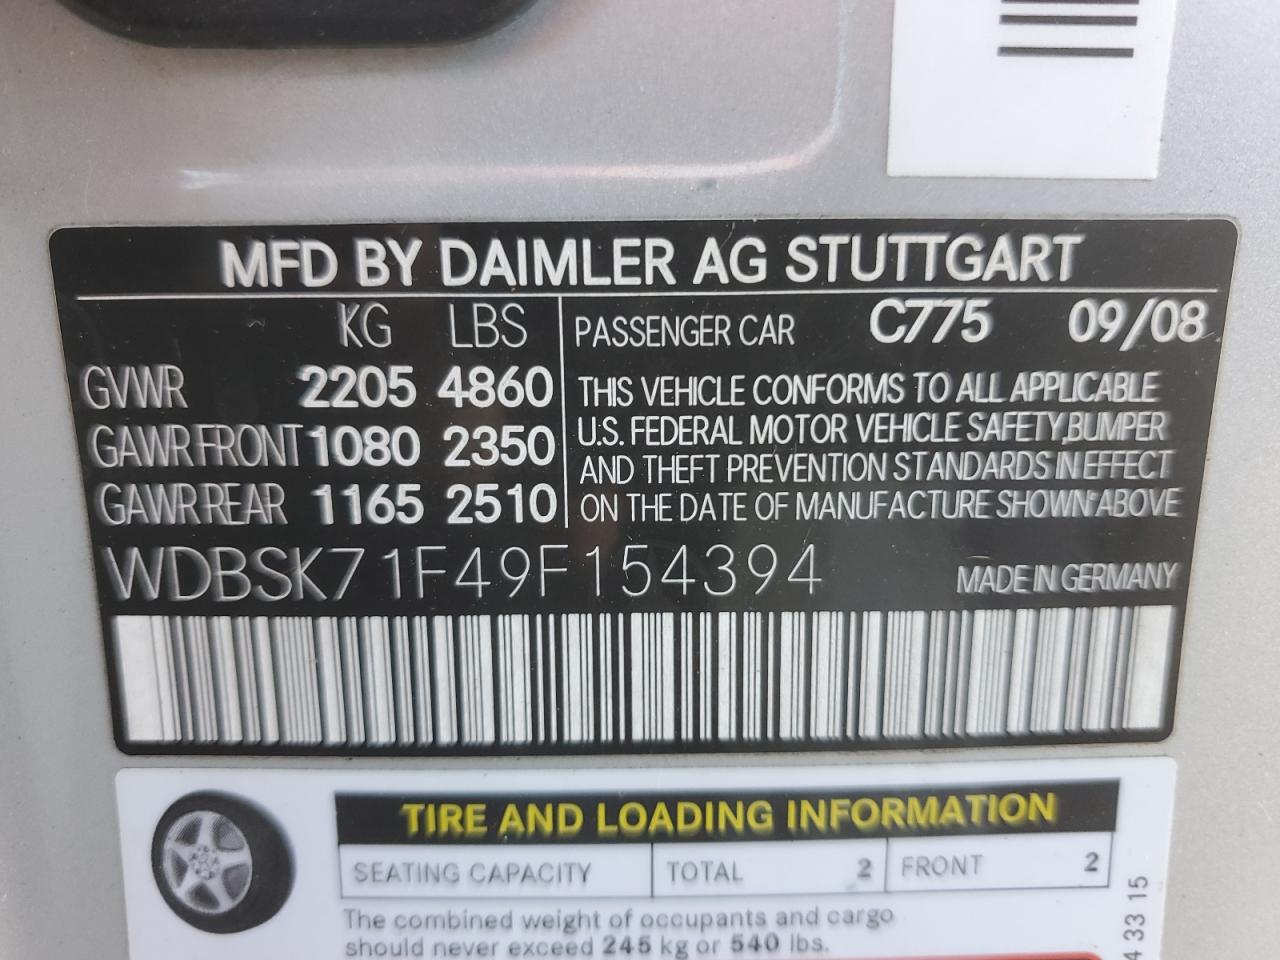 MFD BY DAIMLER AG STUTTGART
KG LBS
GVWR 2205 4860
GAWR FRONT 1080 2350
GAWR REAR 1165 2510
PASSENGER CAR C775 09/08
THIS VEHICLE CONFORMS TO ALL APPLICABLE
U.S. FEDERAL MOTOR VEHICLE SAFETY,BUMPER
AND THEFT PREVENTION STANDARDS IN EFFECT
ON THE DATE OF MANUFACTURE SHOWN ABOVE
WDBSK71F49F154394 MADE IN GERMANY
TIRE AND LOADING INFORMATION
SEATING CAPACITY TOTAL 2 FRONT 2
The combined weight of occupants and cargo
should never exceed 245 kg or 540 lbs.
4 33 15